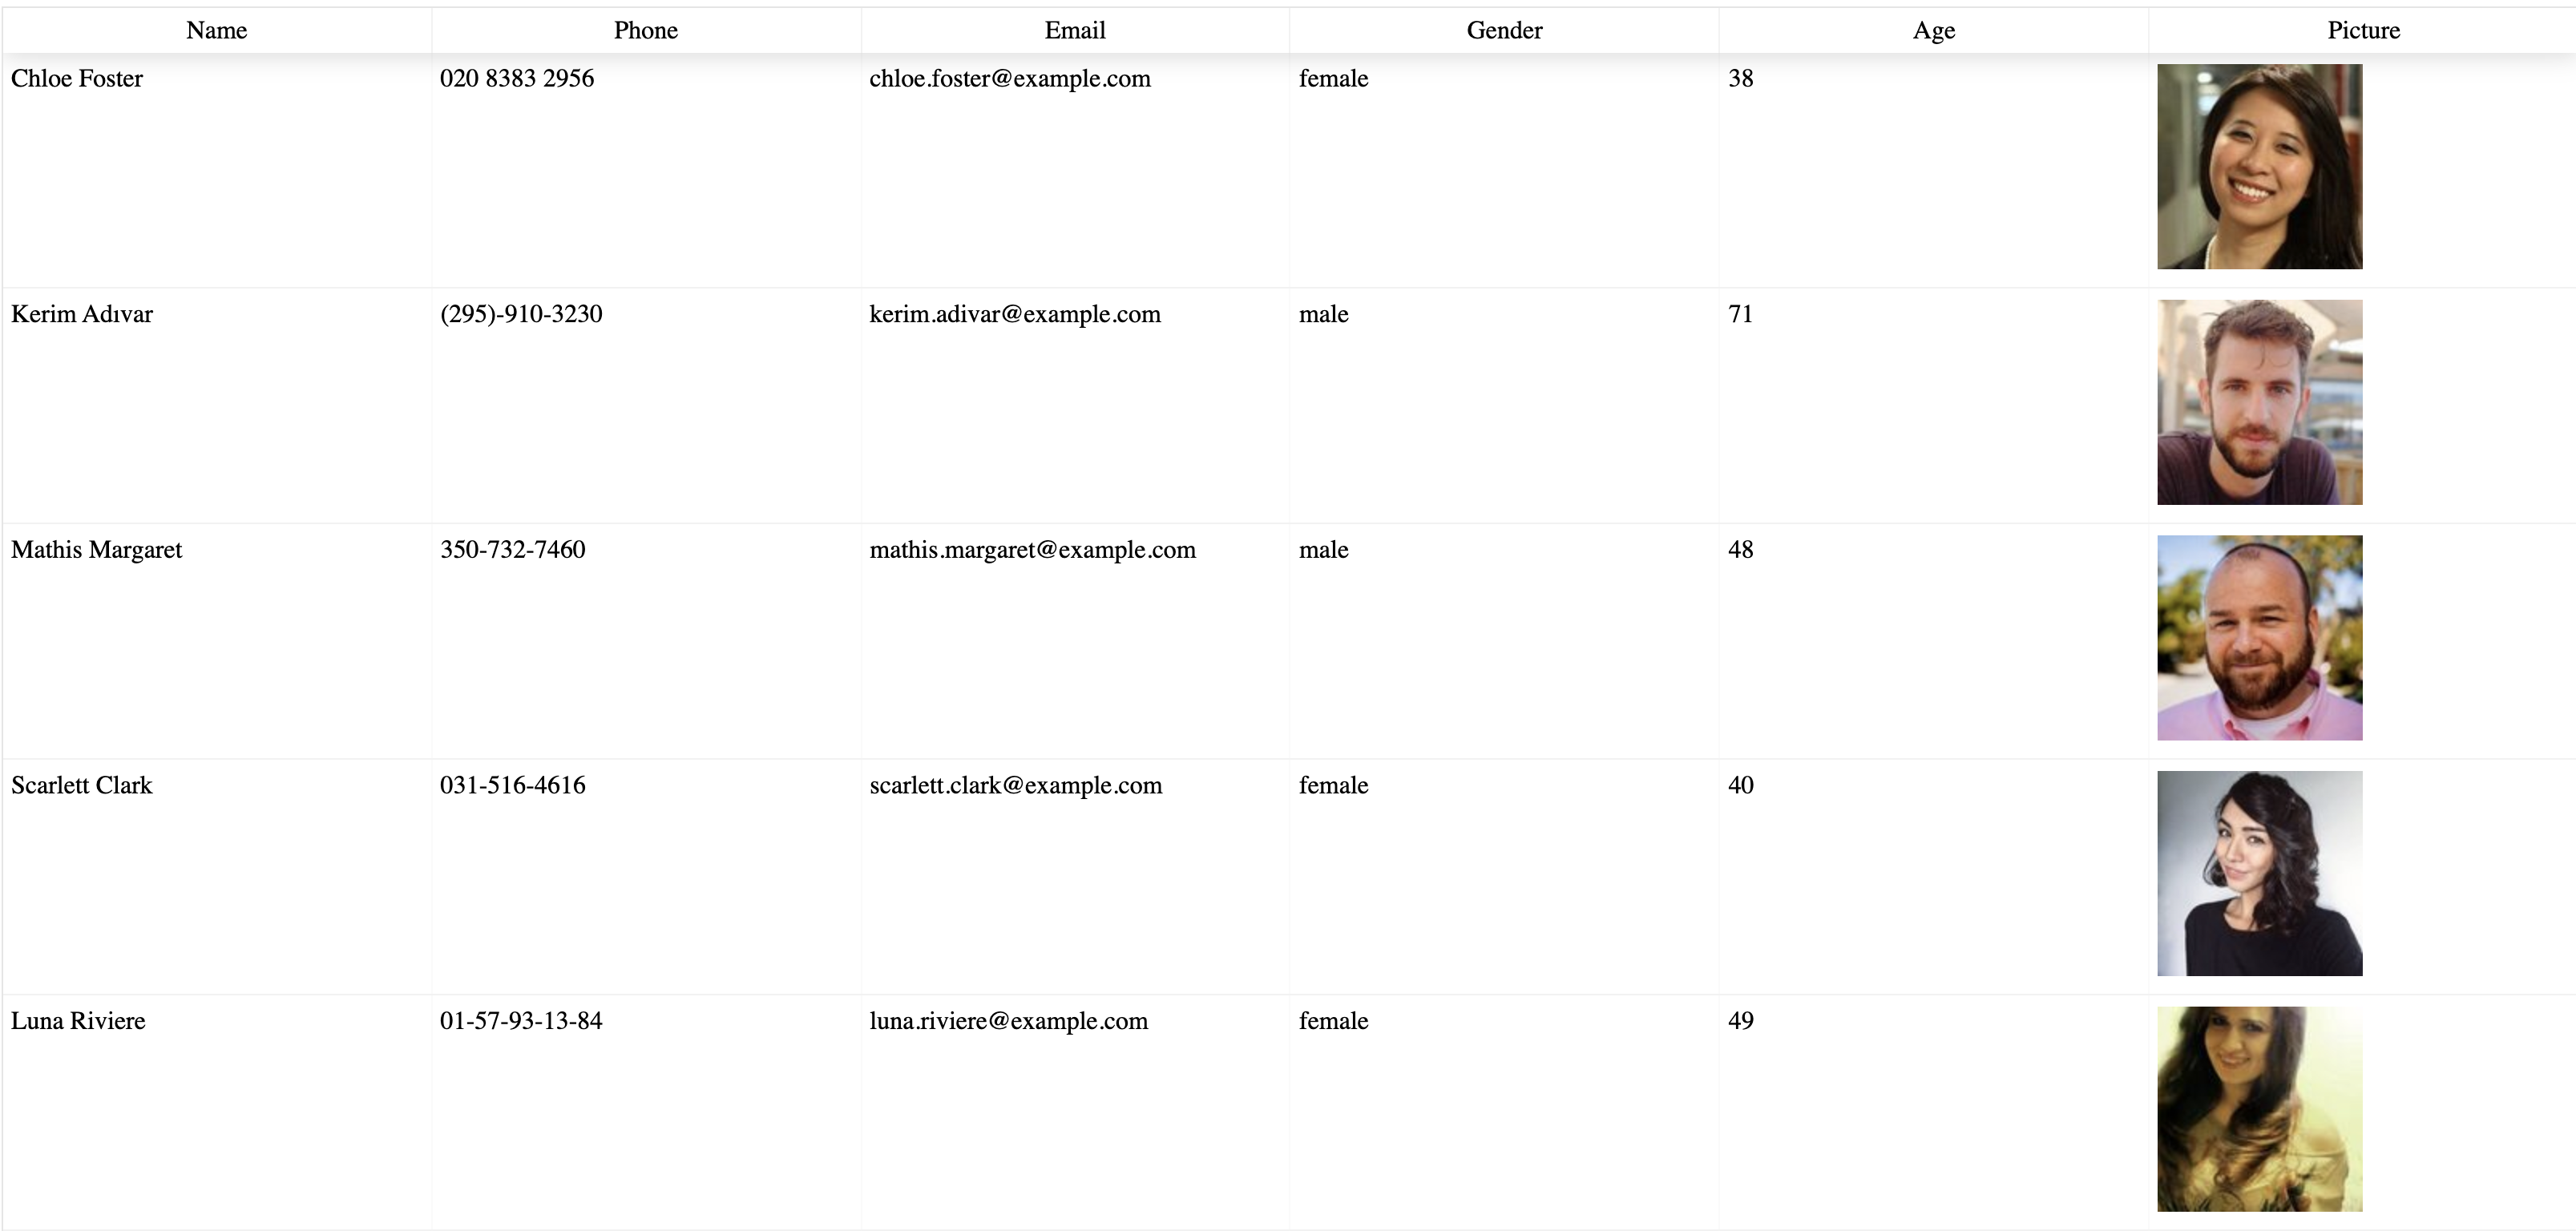 Name Phone Email Gender Age Picture
Chloe Foster 020 8383 2956 chloe.foster@example.com female 38
Kerim Adıvar (295)-910-3230 kerim.adivar@example.com male 71
Mathis Margaret 350-732-7460 mathis.margaret@example.com male 48
Scarlett Clark 031-516-4616 scarlett.clark@example.com female 40
Luna Riviere 01-57-93-13-84 luna.riviere@example.com female 49